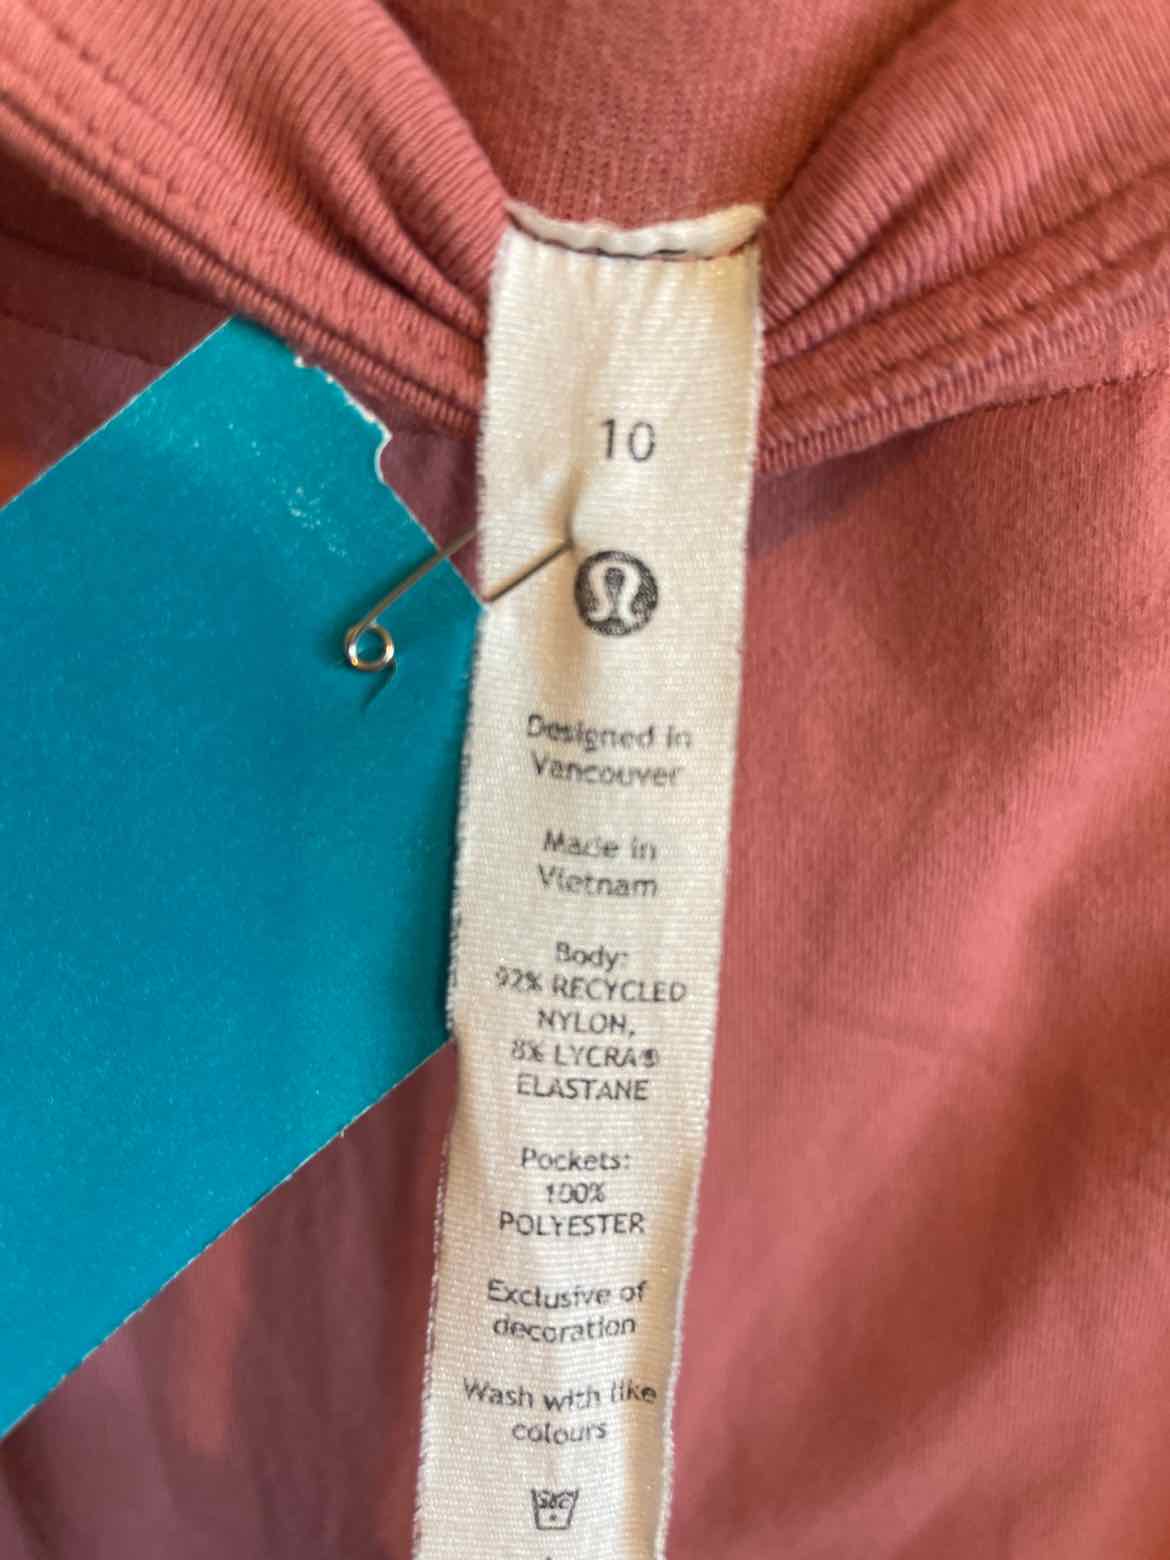 10
Designed in
Vancouver
Made in
Vietnam
Body:
92% RECYCLED
NYLON,
8% LYCRA®
ELASTANE
Pockets:
100%
POLYESTER
Exclusive of
decoration
Wash with like
colours